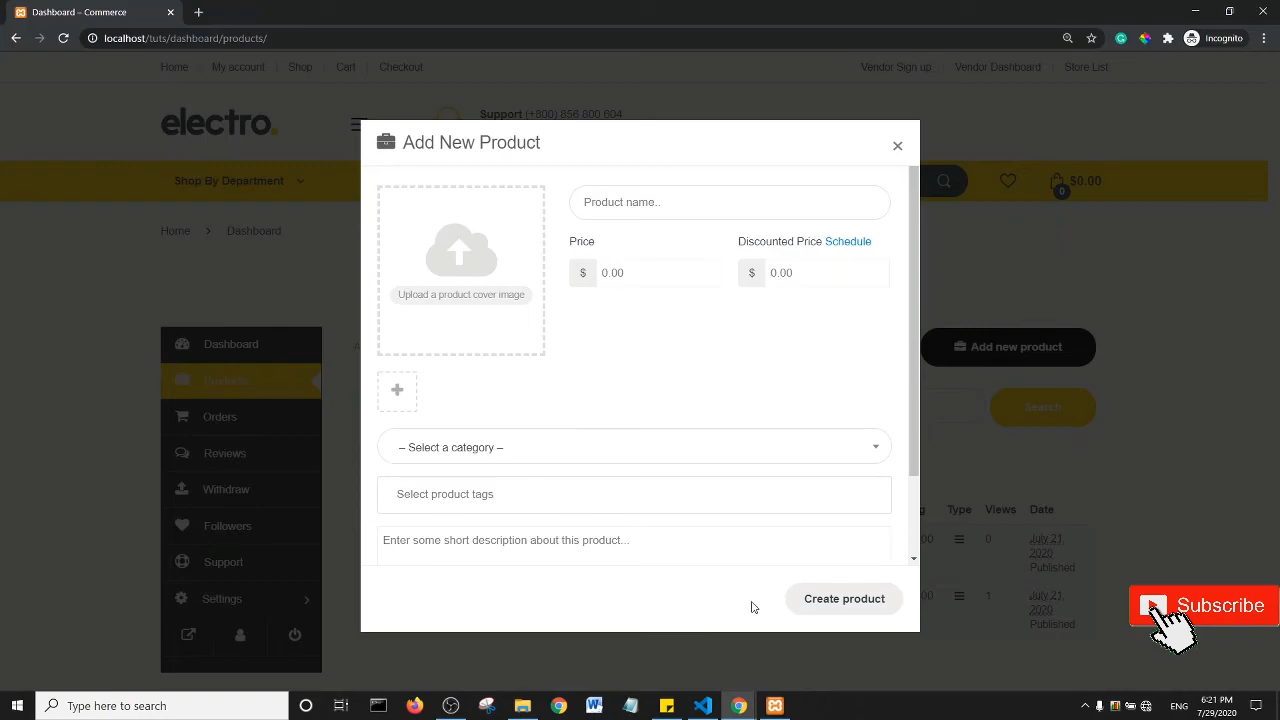 Dashboard – Commerce
localhost/tuts/dashboard/products/
Incognito
Home My account Shop Cart Checkout
Vendor Sign up Vendor Dashboard Store List
electro.
Support (+800) 856 800 604
Add New Product
Shop By Department
0
$0.00
Product name..
Home > Dashboard
Price
Discounted Price Schedule
$ 0.00
$ 0.00
Upload a product cover image
Dashboard
Add new product
Products
Search
Orders
– Select a category –
Reviews
Withdraw
Select product tags
Type Views Date
Followers
Enter some short description about this product...
00
0
July 21,
2020
Published
Support
Settings
Create product
00
1
July 21,
2020
Published
Subscribe
Type here to search
6:21 PM
ENG
7/29/2020